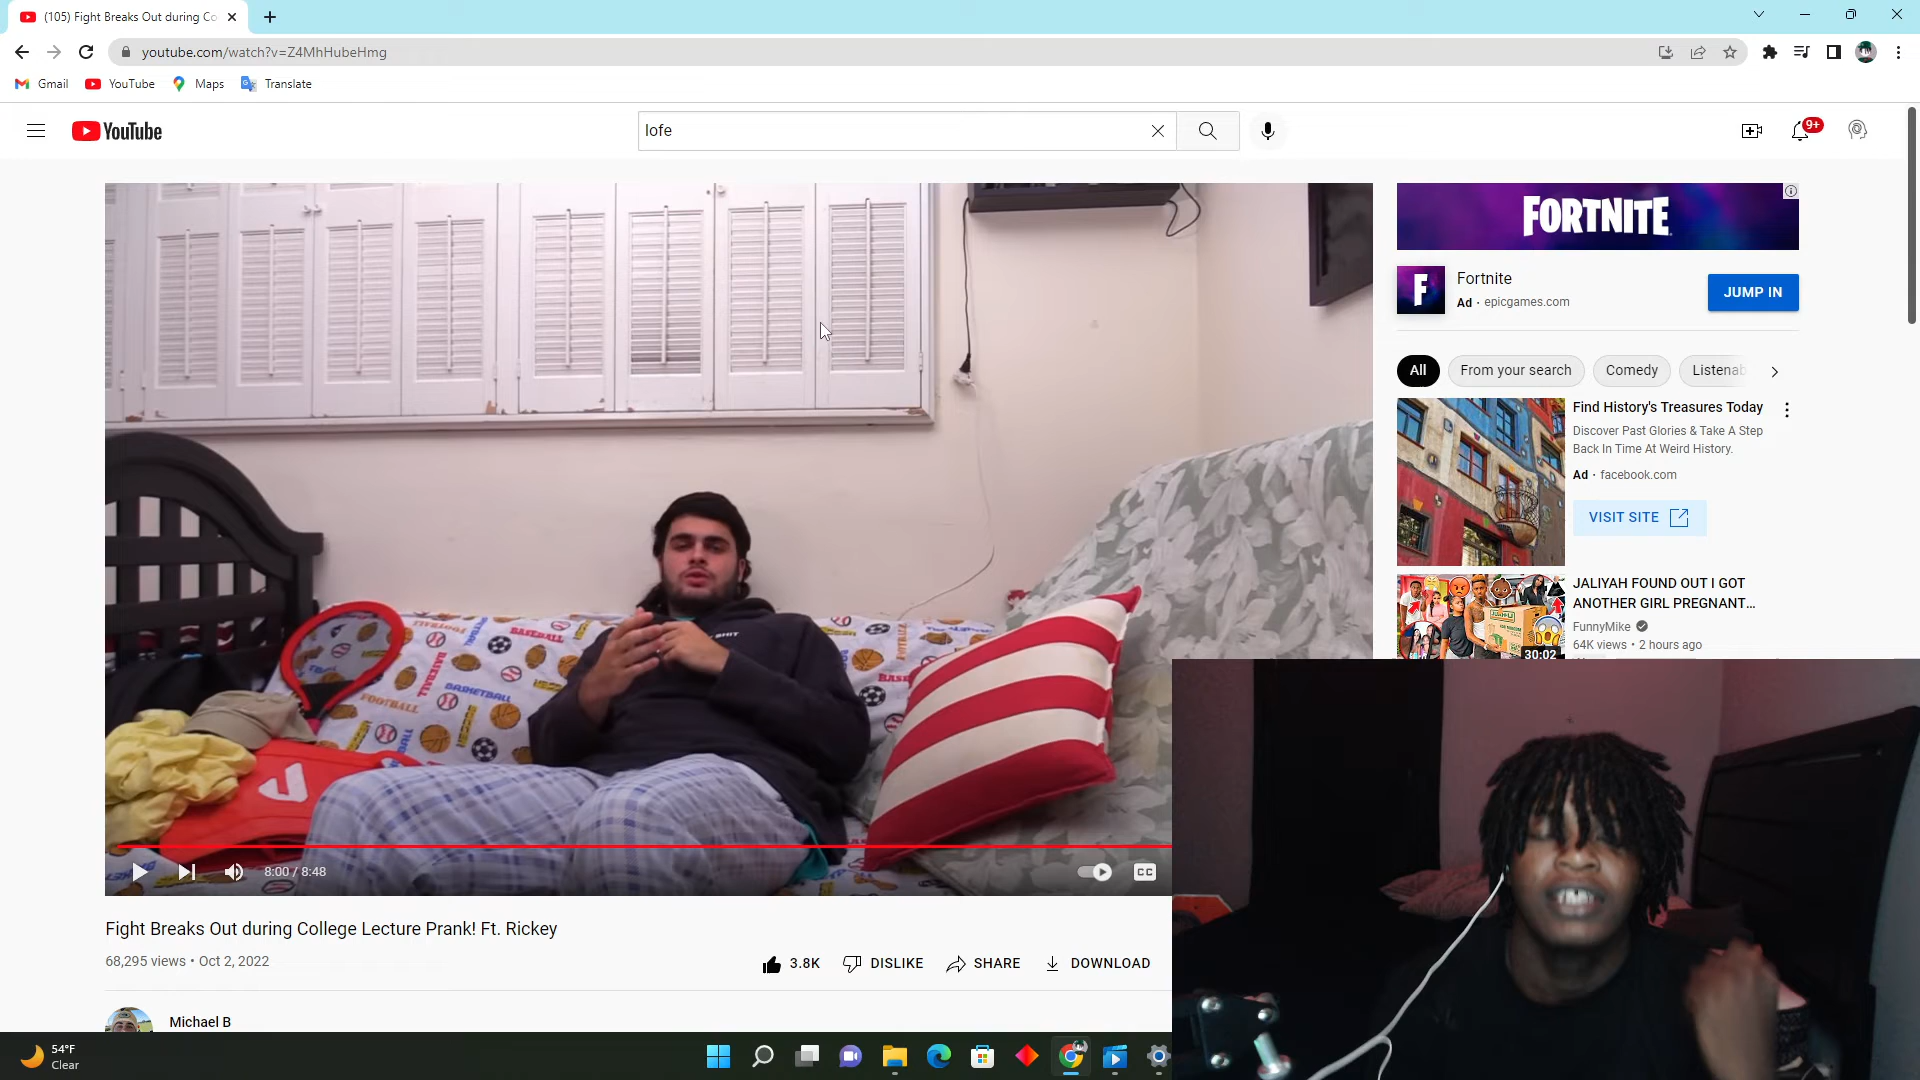 (105) Fight Breaks Out during Co
youtube.com/watch?v=Z4MhHubeHmg
Gmail
YouTube
Maps
Translate
YouTube
lofe
9+
FORTNITE
Fortnite
Ad · epicgames.com
JUMP IN
All
From your search
Comedy
Listenab
Find History's Treasures Today
Discover Past Glories & Take A Step
Back In Time At Weird History.
Ad · facebook.com
VISIT SITE
JALIYAH FOUND OUT I GOT
ANOTHER GIRL PREGNANT...
FunnyMike
64K views • 2 hours ago
30:02
BASEBALL
BASKETBALL
FOOTBALL
8:00 / 8:48
CC
Fight Breaks Out during College Lecture Prank! Ft. Rickey
68,295 views • Oct 2, 2022
3.8K
DISLIKE
SHARE
DOWNLOAD
Michael B
54°F
Clear